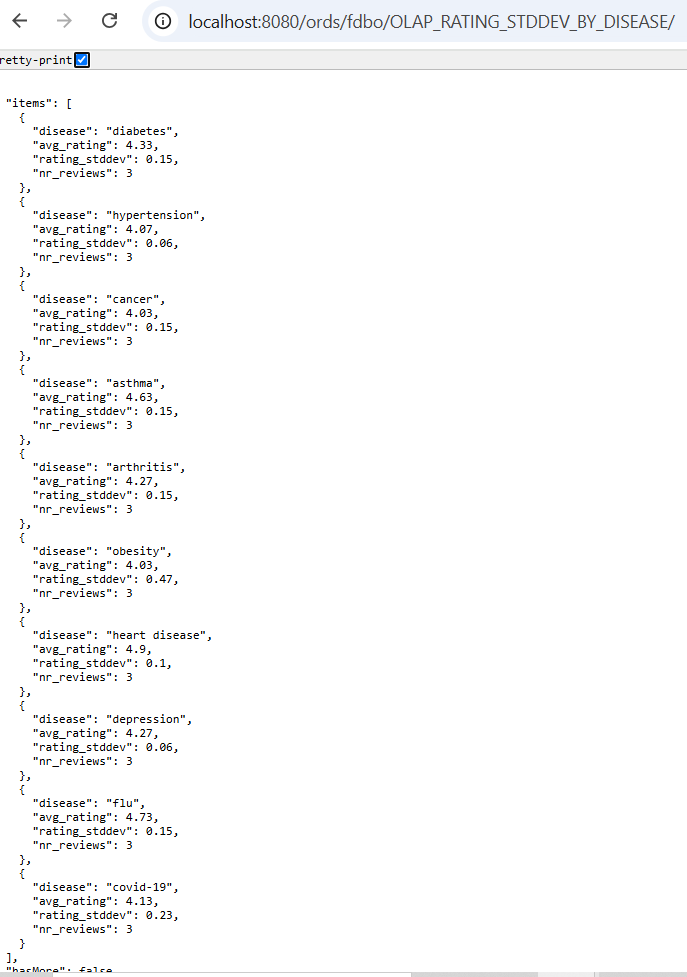 localhost:8080/ords/fdbo/OLAP_RATING_STDDEV_BY_DISEASE/
retty-print
"items": [
{
"disease": "diabetes",
"avg_rating": 4.33,
"rating_stddev": 0.15,
"nr_reviews": 3
},
{
"disease": "hypertension",
"avg_rating": 4.07,
"rating_stddev": 0.06,
"nr_reviews": 3
},
{
"disease": "cancer",
"avg_rating": 4.03,
"rating_stddev": 0.15,
"nr_reviews": 3
},
{
"disease": "asthma",
"avg_rating": 4.63,
"rating_stddev": 0.15,
"nr_reviews": 3
},
{
"disease": "arthritis",
"avg_rating": 4.27,
"rating_stddev": 0.15,
"nr_reviews": 3
},
{
"disease": "obesity",
"avg_rating": 4.03,
"rating_stddev": 0.47,
"nr_reviews": 3
},
{
"disease": "heart disease",
"avg_rating": 4.9,
"rating_stddev": 0.1,
"nr_reviews": 3
},
{
"disease": "depression",
"avg_rating": 4.27,
"rating_stddev": 0.06,
"nr_reviews": 3
},
{
"disease": "flu",
"avg_rating": 4.73,
"rating_stddev": 0.15,
"nr_reviews": 3
},
{
"disease": "covid-19",
"avg_rating": 4.13,
"rating_stddev": 0.23,
"nr_reviews": 3
}
],
"hasMore": false